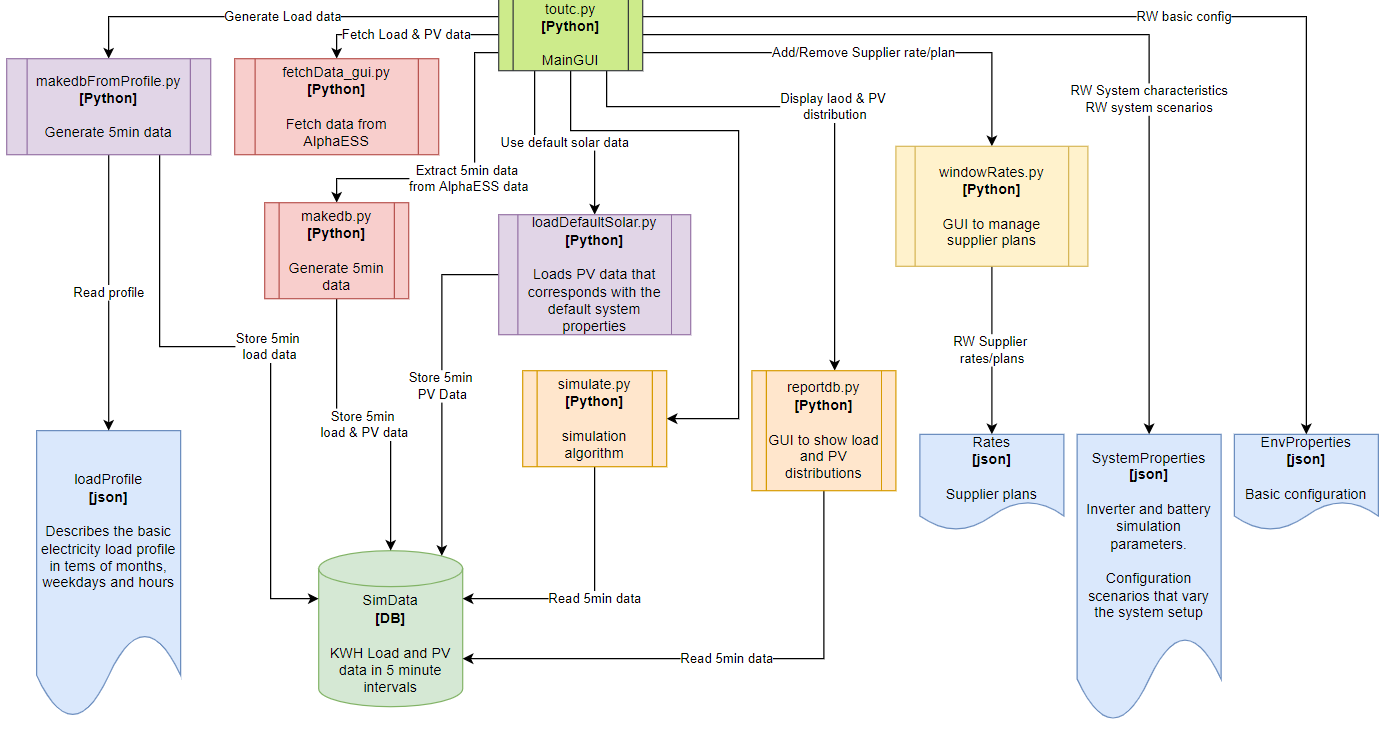 toutc.py
[Python]
MainGUI
Generate Load data
RW basic config
Fetch Load & PV data
Add/Remove Supplier rate/plan
makedbFromProfile.py
[Python]
Generate 5min data
fetchData_gui.py
[Python]
Fetch data from
AlphaESS
Display laod & PV
distribution
RW System characteristics
RW system scenarios
Use default solar data
Extract 5min data
from AlphaESS data
windowRates.py
[Python]
GUI to manage
supplier plans
makedb.py
[Python]
Generate 5min
data
loadDefaultSolar.py
[Python]
Loads PV data that
corresponds with the
default system
properties
Read profile
Store 5min
load data
RW Supplier
rates/plans
Store 5min
PV Data
simulate.py
[Python]
simulation
algorithm
reportdb.py
[Python]
GUI to show load
and PV
distributions
Store 5min
load & PV data
loadProfile
[json]
Describes the basic
electricity load profile
in tems of months,
weekdays and hours
Rates
[json]
Supplier plans
SystemProperties
[json]
Inverter and battery
simulation
parameters.
Configuration
scenarios that vary
the system setup
EnvProperties
[json]
Basic configuration
SimData
[DB]
KWH Load and PV
data in 5 minute
intervals
Read 5min data
Read 5min data